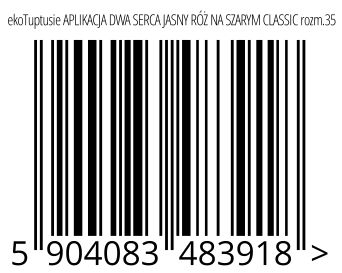 ekoTuptusie APLIKACJA DWA SERCA JASNY RÓŻ NA SZARYM CLASSIC rozm.35
5 904083 483918 >